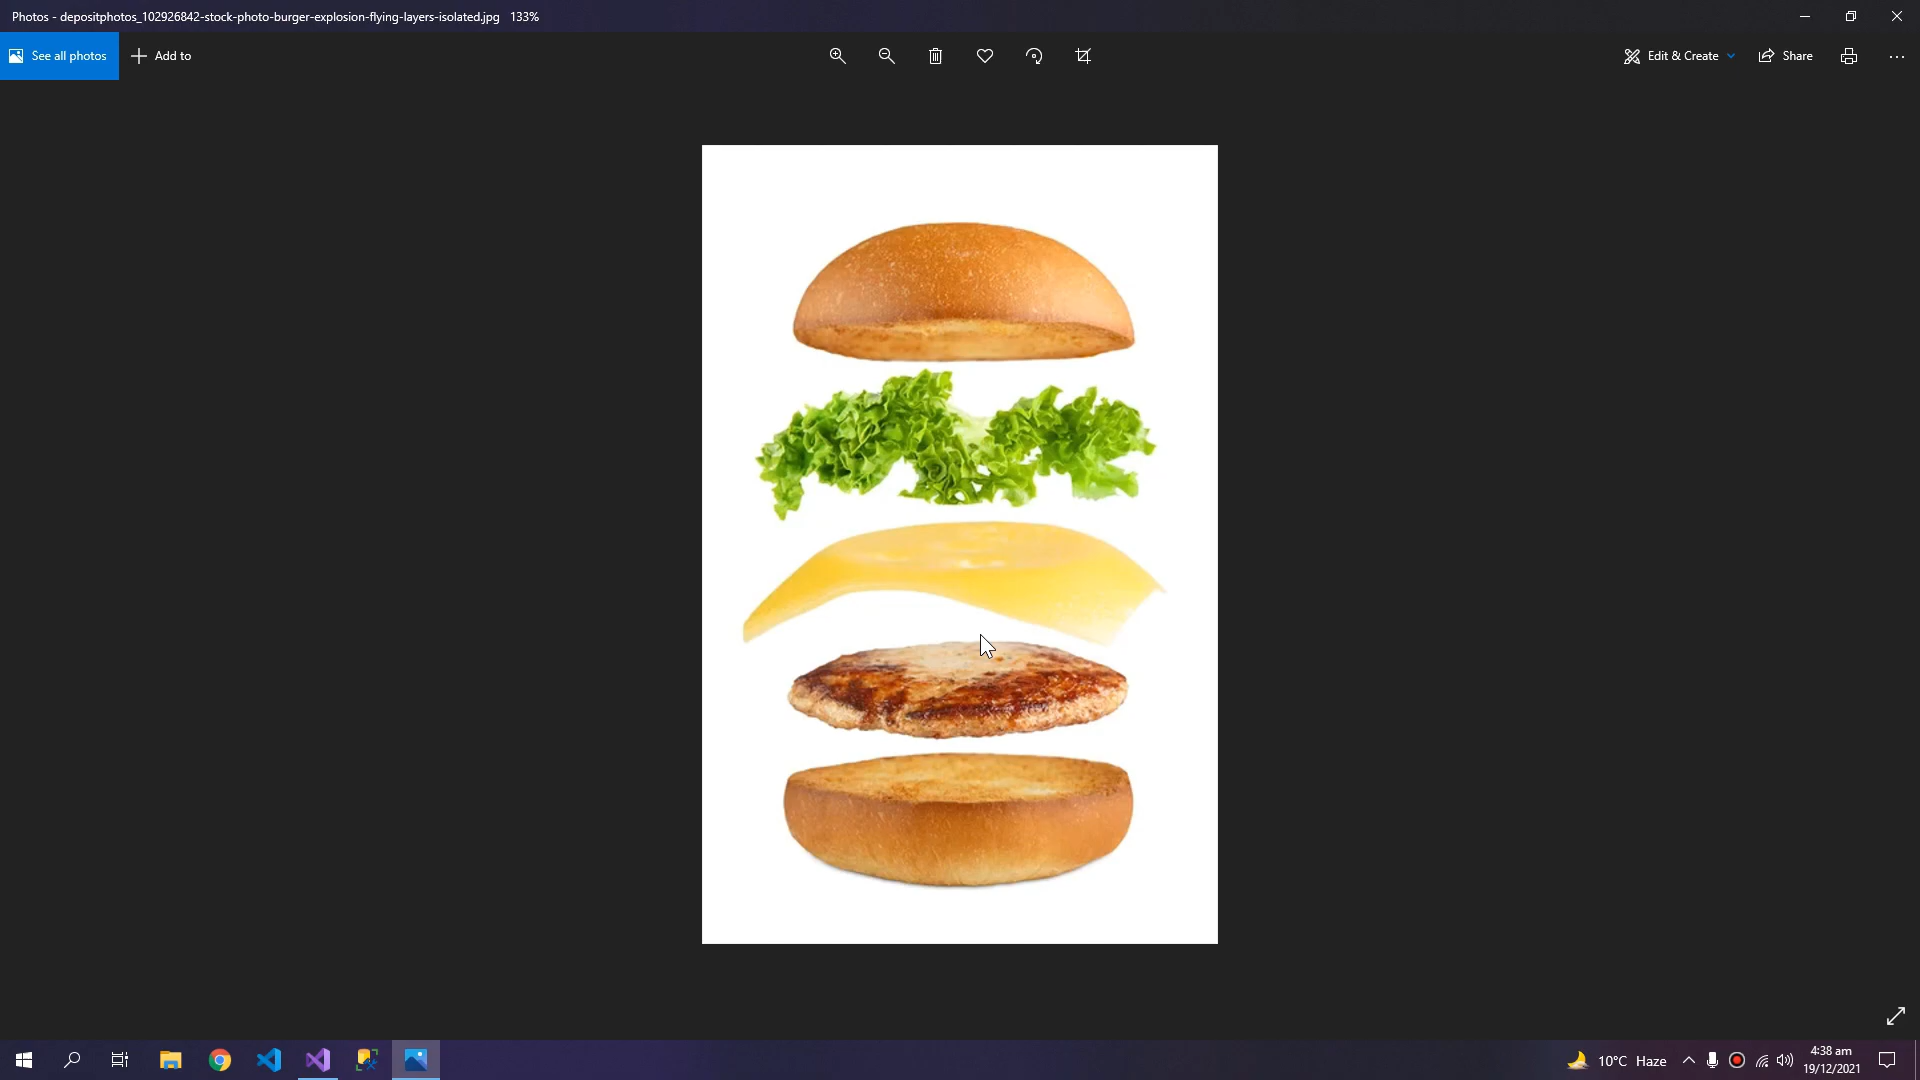 Photos - depositphotos_102926842-stock-photo-burger-explosion-flying-layers-isolated.jpg 133%
See all photos
Add to
Edit & Create
Share
10°C Haze
4:38 am
19/12/2021